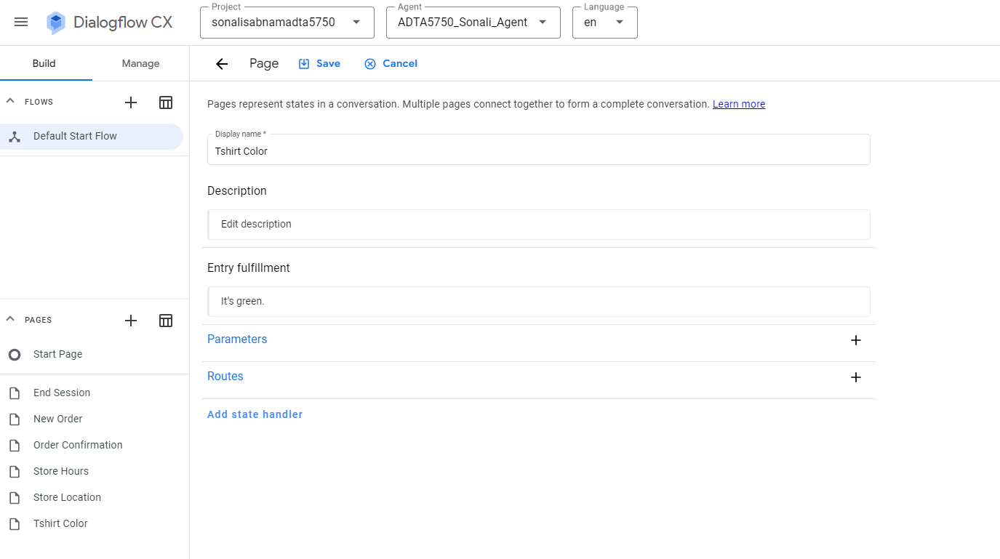 Dialogflow CX
Project
sonalisabnamadta5750
Agent
ADTA5750_Sonali_Agent
Language
en
Build
Manage
Page
Save
Cancel
FLOWS
Default Start Flow
Pages represent states in a conversation. Multiple pages connect together to form a complete conversation. Learn more
Display name *
Tshirt Color
Description
Edit description
Entry fulfillment
It's green.
Parameters
Routes
Add state handler
PAGES
Start Page
End Session
New Order
Order Confirmation
Store Hours
Store Location
Tshirt Color